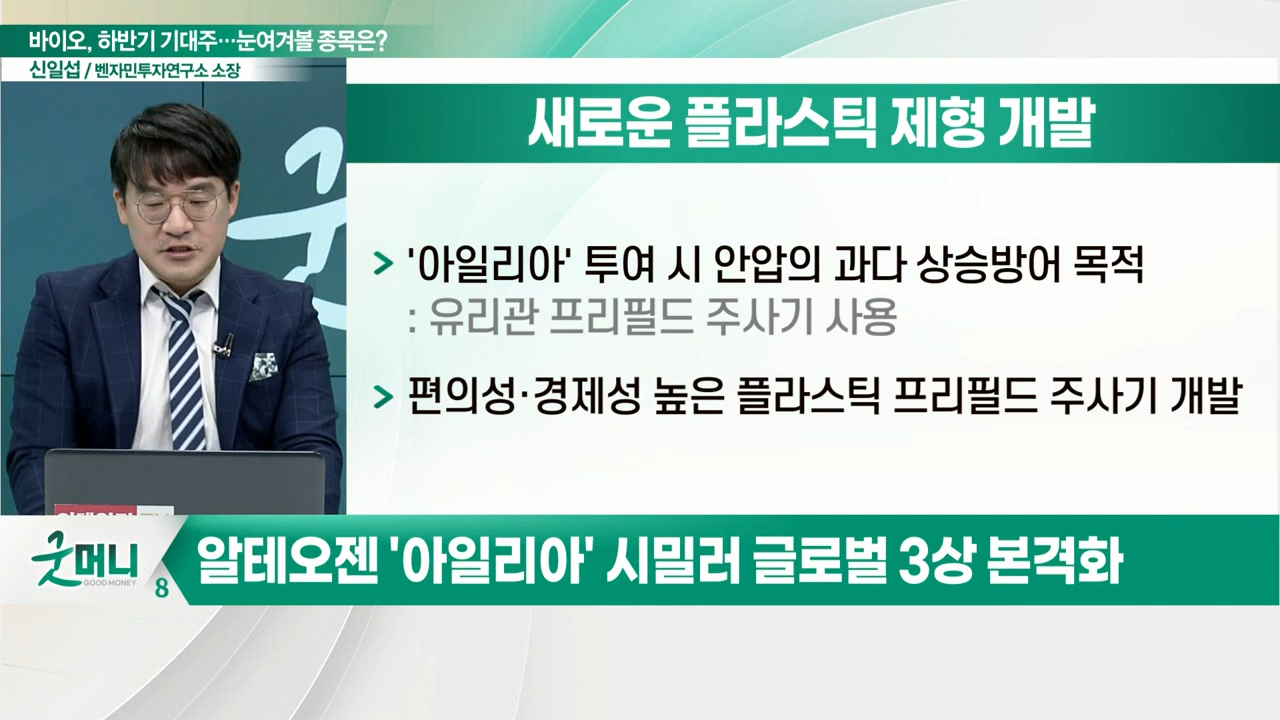 바이오, 하반기 기대주…눈여겨볼 종목은?
신일섭 / 벤자민투자연구소 소장
새로운 플라스틱 제형 개발
> '아일리아' 투여 시 안압의 과다 상승방어 목적
: 유리관 프리필드 주사기 사용
> 편의성·경제성 높은 플라스틱 프리필드 주사기 개발
굿머니
GOOD MONEY
8
알테오젠 '아일리아' 시밀러 글로벌 3상 본격화